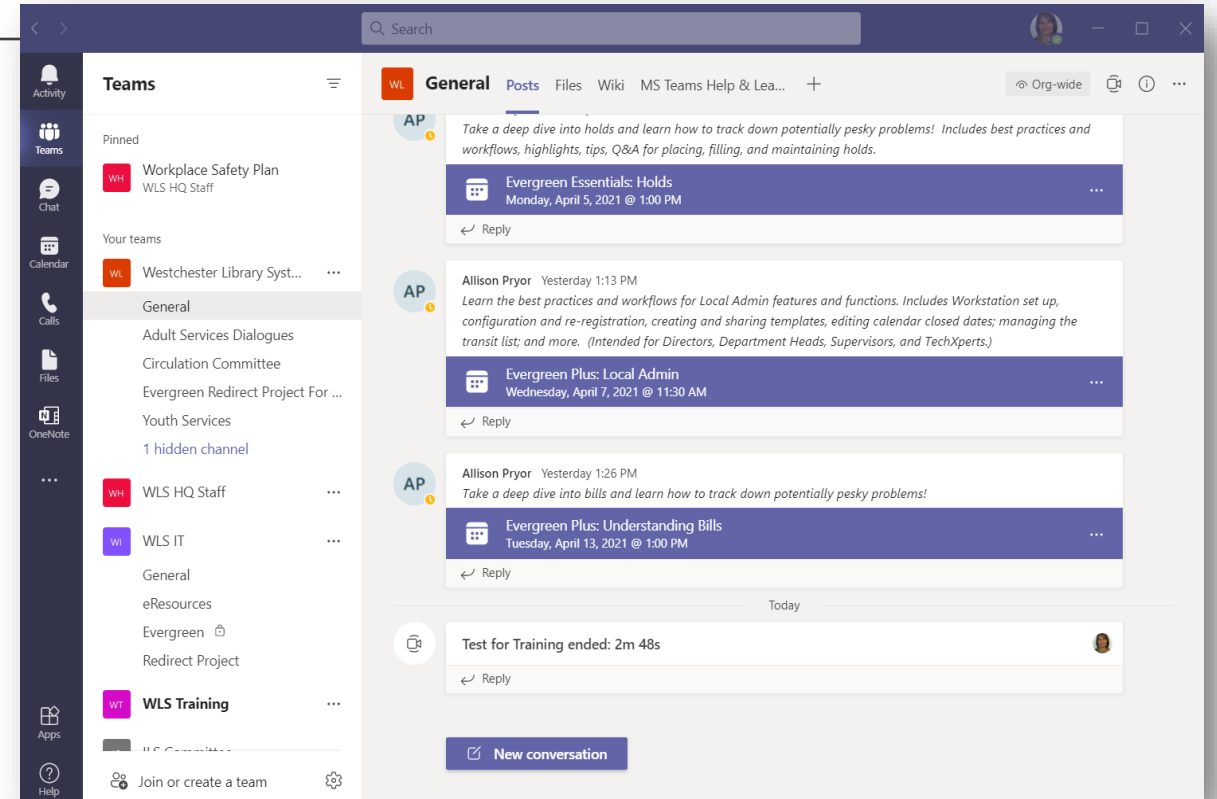 Search
Activity
Teams
Chat
Calendar
Calls
Files
OneNote
Apps
Help
Teams
Pinned
WH
Workplace Safety Plan
WLS HQ Staff
Your teams
WL
Westchester Library Syst...
General
Adult Services Dialogues
Circulation Committee
Evergreen Redirect Project For ...
Youth Services
1 hidden channel
WH
WLS HQ Staff
WI
WLS IT
General
eResources
Evergreen
Redirect Project
WT
WLS Training
Join or create a team
WL
General Posts Files Wiki MS Teams Help & Lea...
Org-wide
AP
Take a deep dive into holds and learn how to track down potentially pesky problems! Includes best practices and
workflows, highlights, tips, Q&A for placing, filling, and maintaining holds.
Evergreen Essentials: Holds
Monday, April 5, 2021 @ 1:00 PM
Reply
AP
Allison Pryor Yesterday 1:13 PM
Learn the best practices and workflows for Local Admin features and functions. Includes Workstation set up,
configuration and re-registration, creating and sharing templates, editing calendar closed dates; managing the
transit list; and more. (Intended for Directors, Department Heads, Supervisors, and TechXperts.)
Evergreen Plus: Local Admin
Wednesday, April 7, 2021 @ 11:30 AM
Reply
AP
Allison Pryor Yesterday 1:26 PM
Take a deep dive into bills and learn how to track down potentially pesky problems!
Evergreen Plus: Understanding Bills
Tuesday, April 13, 2021 @ 1:00 PM
Reply
Today
Test for Training ended: 2m 48s
Reply
New conversation